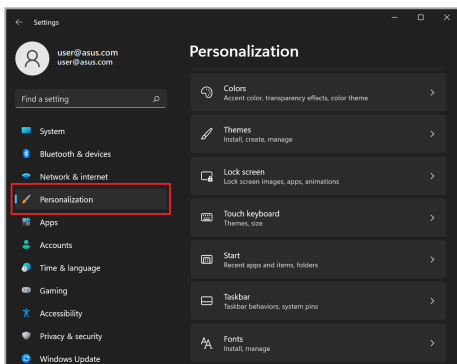 Settings
user@asus.com
user@asus.com
Find a setting
System
Bluetooth & devices
Network & internet
Personalization
Apps
Accounts
Time & language
Gaming
Accessibility
Privacy & security
Windows Update
Personalization
Colors
Accent color, transparency effects, color theme
Themes
Install, create, manage
Lock screen
Lock screen images, apps, animations
Touch keyboard
Themes, size
Start
Recent apps and items, folders
Taskbar
Taskbar behaviors, system pins
Fonts
Install, manage